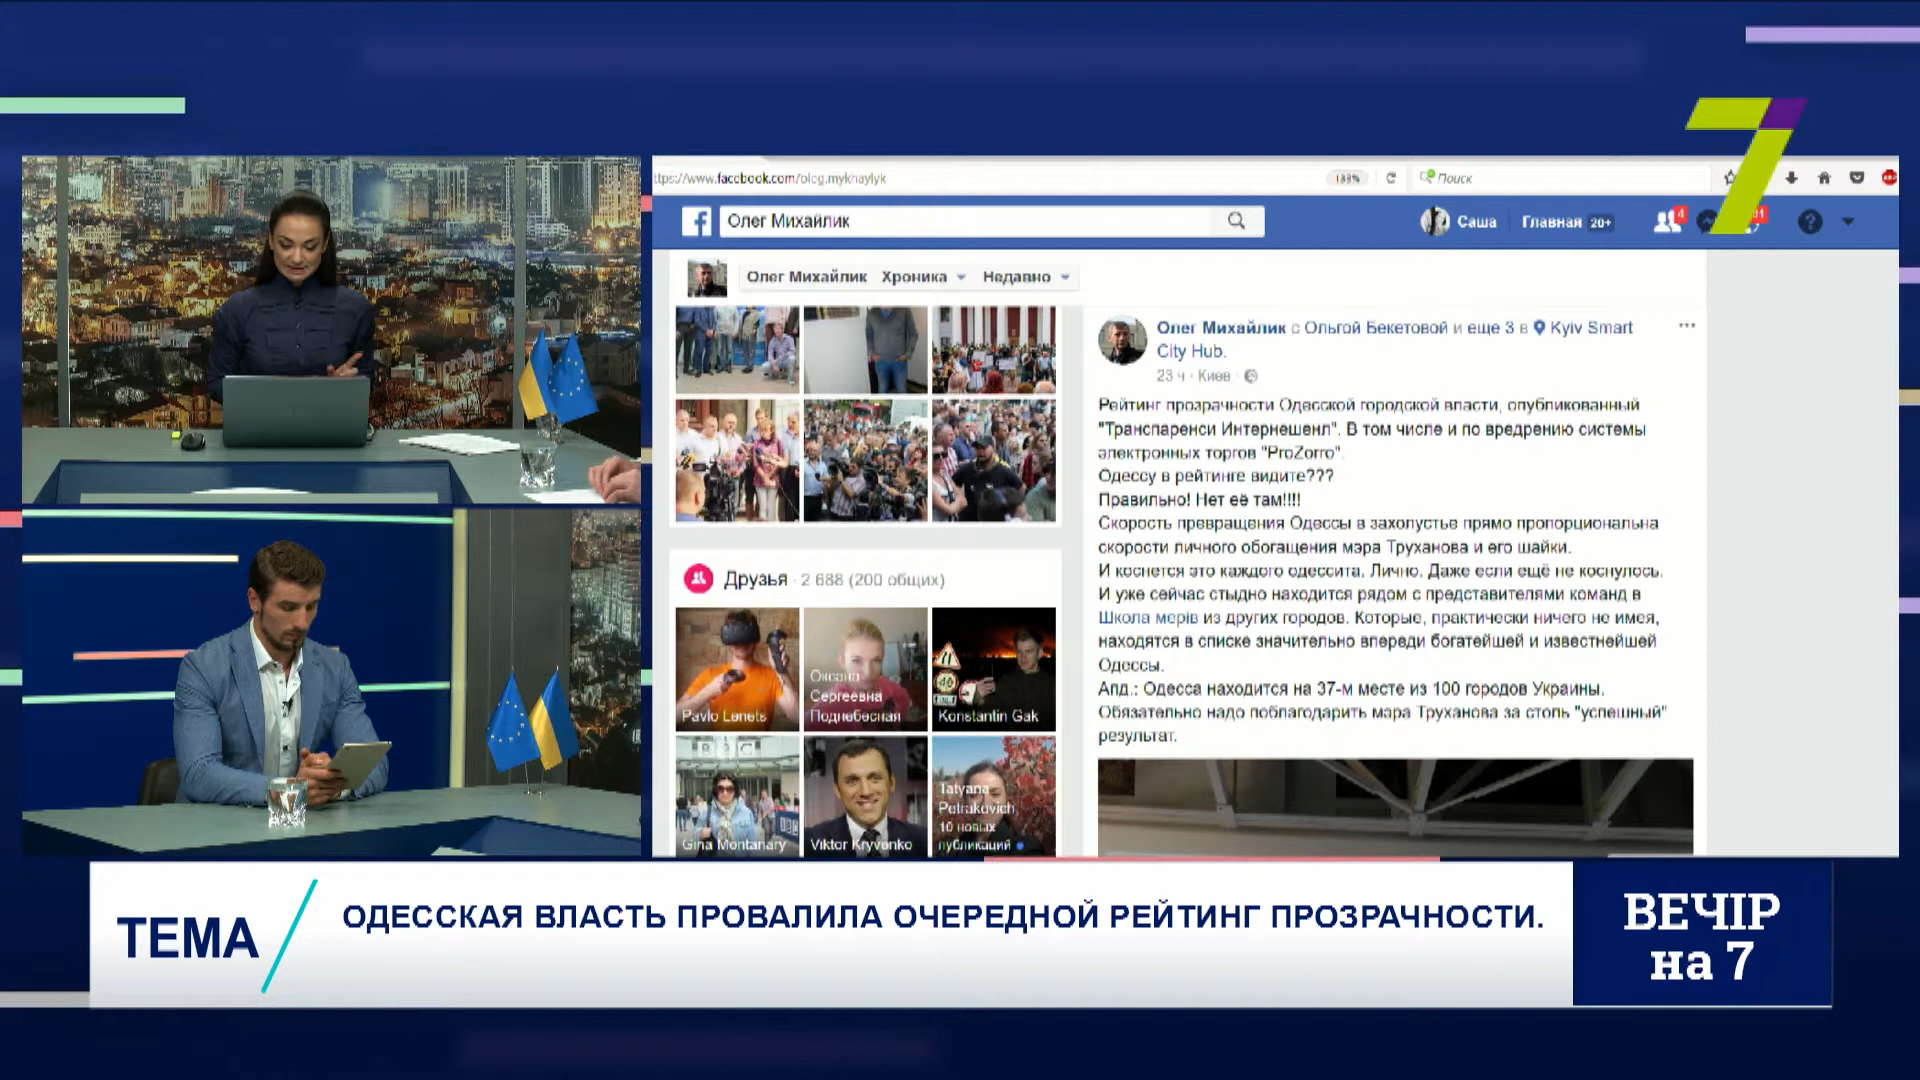 7
ttps://www.facebook.com/oleg.mykhaylyk
133%
Поиск
Олег Михайлик
Саша
Главная 20+
4
Олег Михайлик Хроника Недавно
Друзья · 2 688 (200 общих)
Pavlo Lenets
Оксана
Сергеевна
Поднебесная
Konstantin Gak
Gina Montanary
Viktor Kryvenko
Tatyana
Petrakovich
10 новых
публикаций
Олег Михайлик с Ольгой Бекетовой и еще 3 в Kyiv Smart
City Hub.
23 ч · Киев ·
Рейтинг прозрачности Одесской городской власти, опубликованный
"Транспаренси Интернешенл". В том числе и по вредрению системы
электронных торгов "ProZorro".
Одессу в рейтинге видите???
Правильно! Нет её там!!!!
Скорость превращения Одессы в захолустье прямо пропорциональна
скорости личного обогащения мэра Труханова и его шайки.
И коснется это каждого одессита. Лично. Даже если ещё не коснулось.
И уже сейчас стыдно находится рядом с представителями команд в
Школа мерів из других городов. Которые, практически ничего не имея,
находятся в списке значительно впереди богатейшей и известнейшей
Одессы.
Апд.: Одесса находится на 37-м месте из 100 городов Украины.
Обязательно надо поблагодарить мэра Труханова за столь "успешный"
результат.
ТЕМА
ОДЕССКАЯ ВЛАСТЬ ПРОВАЛИЛА ОЧЕРЕДНОЙ РЕЙТИНГ ПРОЗРАЧНОСТИ.
ВЕЧІР
на 7